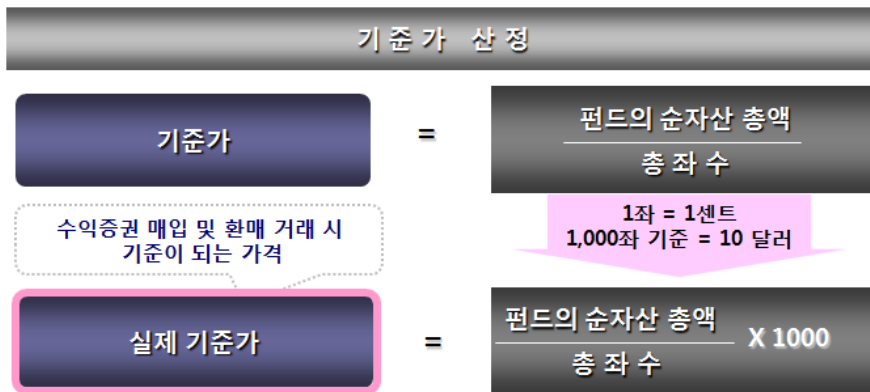 기 준 가 산 정
기준가
=
펀드의 순자산 총액
총 좌 수
수익증권 매입 및 환매 거래 시
기준이 되는 가격
1좌 = 1센트
1,000좌 기준 = 10 달러
실제 기준가
=
펀드의 순자산 총액
총 좌 수
X 1000